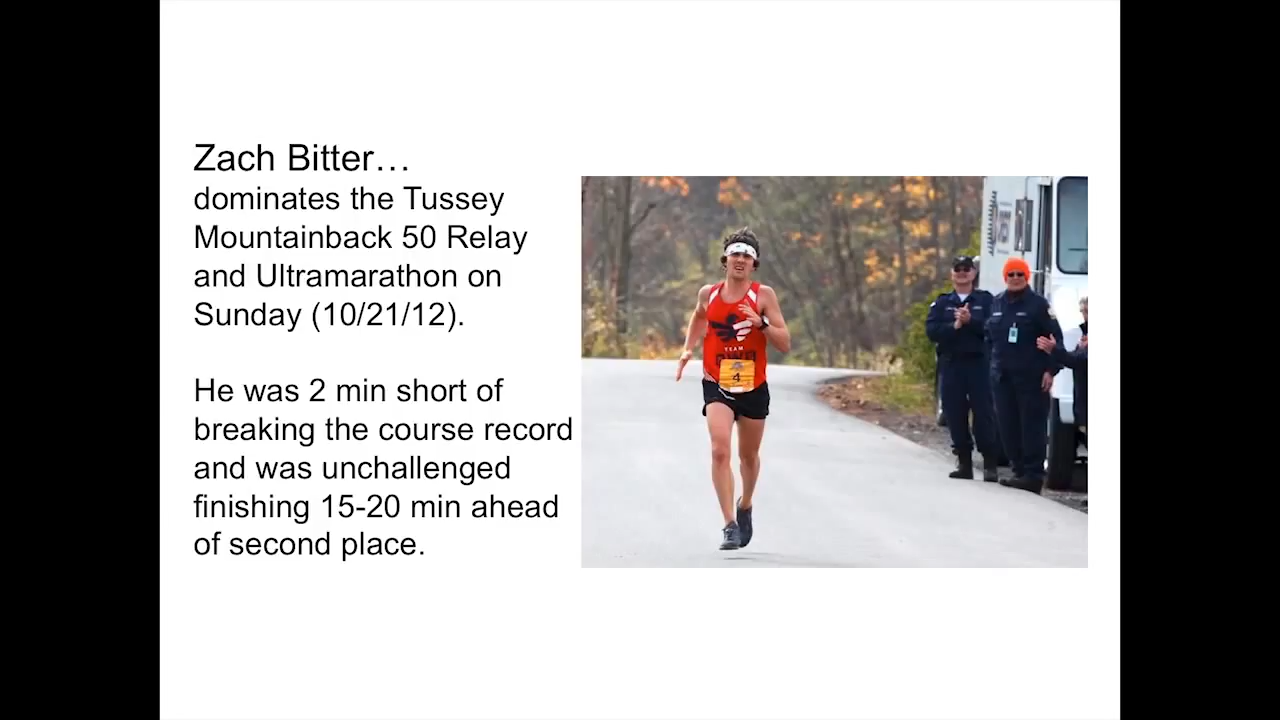 Zach Bitter…
dominates the Tussey
Mountainback 50 Relay
and Ultramarathon on
Sunday (10/21/12).
He was 2 min short of
breaking the course record
and was unchallenged
finishing 15-20 min ahead
of second place.
TEAM
4